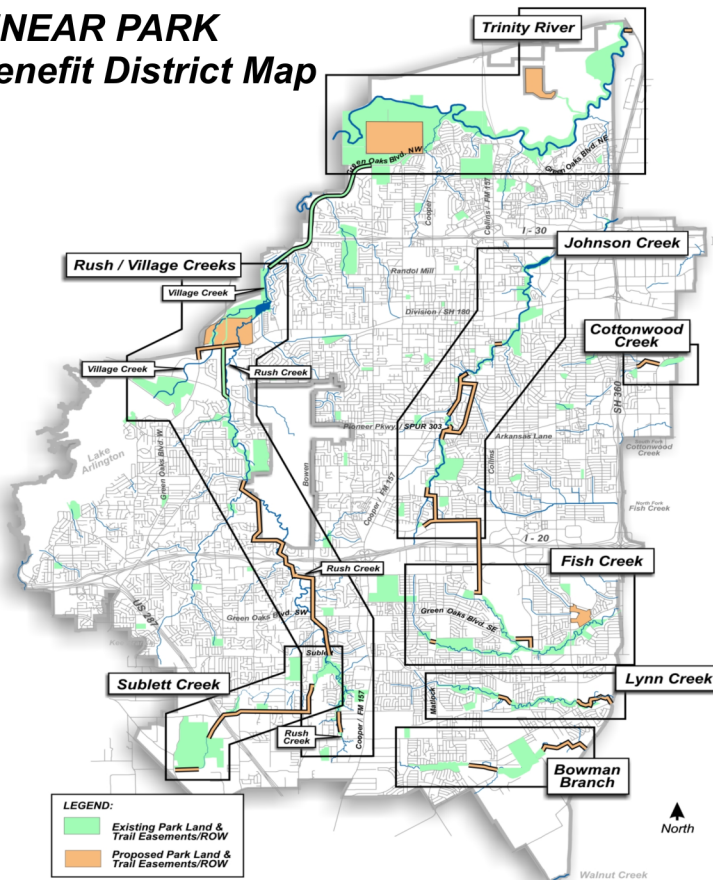 INEAR PARK
enefit District Map
Trinity River
Green Oaks Blvd. NW
Green Oaks Blvd. NE
Cooper
Collins / FM 157
I - 30
Johnson Creek
Rush / Village Creeks
Village Creek
Randol Mill
Division / SH 180
Cottonwood
Creek
Village Creek
Rush Creek
SH 360
Pioneer Pkwy. / SPUR 303
Arkansas Lane
South Fork
Cottonwood
Creek
Lake
Arlington
Green Oaks Blvd. W
Bowen
Collins
Cooper / FM 157
North Fork
Fish Creek
I - 20
Fish Creek
Rush Creek
US 287
Green Oaks Blvd. SW
Green Oaks Blvd. SE
Suble
Sublett Creek
Lynn Creek
Matlock
Cooper / FM 157
Rush
Creek
Bowman
Branch
LEGEND:
Existing Park Land &
Trail Easements/ROW
Proposed Park Land &
Trail Easements/ROW
North
Walnut Creek